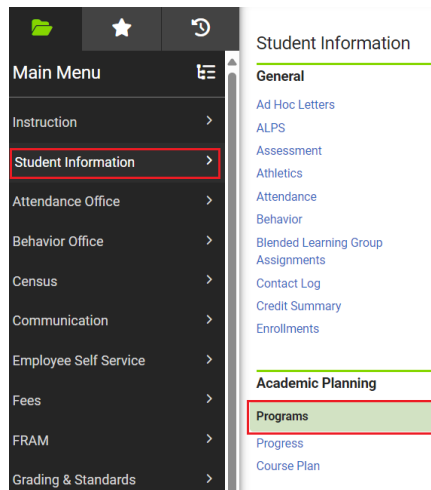 Main Menu
Instruction
Student Information
Attendance Office
Behavior Office
Census
Communication
Employee Self Service
Fees
FRAM
Grading & Standards
Student Information
General
Ad Hoc Letters
ALPS
Assessment
Athletics
Attendance
Behavior
Blended Learning Group
Assignments
Contact Log
Credit Summary
Enrollments
Academic Planning
Programs
Progress
Course Plan